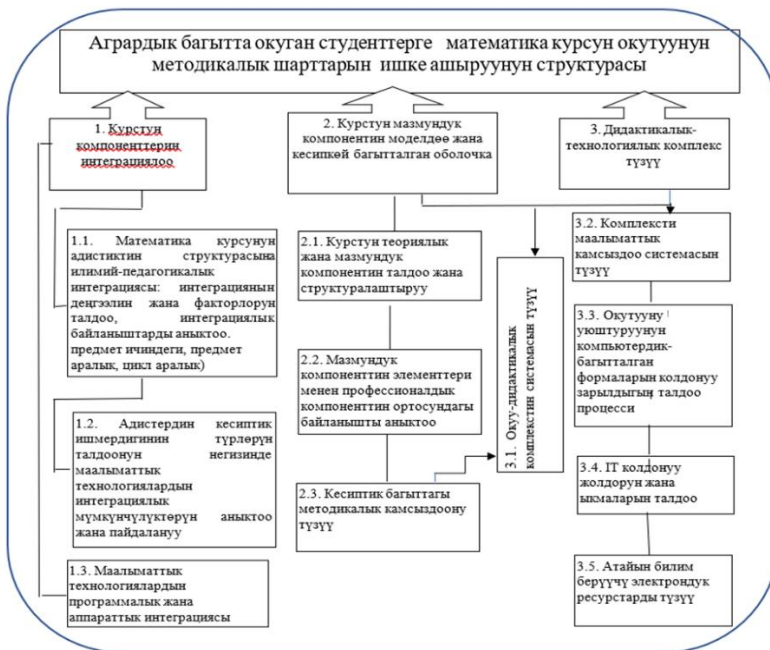 Агрардык багытта окуган студенттерге математика курсун окутуунун
методикалык шарттарын ишке ашыруунун структурасы
1. Курстун
компоненттерин
интеграциялоо
2. Курстун мазмундук
компонентин моделдөө жана
кесипкөй багытталган оболочка
3. Дидактикалык-
технологиялык комплекс
түзүү
1.1. Математика курсунун
адистиктин структурасына
илимий-педагогикалык
интеграциясы: интеграциянын
деңгээлин жана факторлорун
талдоо, интеграциялык
байланыштарды аныктоо.
предмет ичиндеги, предмет
аралык, цикл аралык)
1.2. Адистердин кесиптик
ишмердигинин түрлөрүн
талдоонун негизинде
маалыматтык
технологиялардын
интеграциялык
мүмкүнчүлүктөрүн аныктоо
жана пайдалануу
1.3. Маалыматтык
технологиялардын
программалык жана
аппараттык интеграциясы
2.1. Курстун теориялык
жана мазмундук
компонентин талдоо жана
структуралаштыруу
2.2. Мазмундук
компоненттин элементтери
менен профессионалдык
компоненттин ортосундагы
байланышты аныктоо
2.3. Кесиптик багыттагы
методикалык камсыздоону
түзүү
3.1. Окуу-дидактикалык
комплекстин системасын түзүү
3.2. Комплексти
маалыматтык
камсыздоо системасын
түзүү
3.3. Окутууну
уюштуруунун
компьютердик-
багытталган
формаларын колдонуу
зарылдыгын талдоо
процесси
3.4. IT колдонуу
жолдорун жана
ыкмаларын талдоо
3.5. Атайын билим
берүүчү электрондук
ресурстарды түзүү